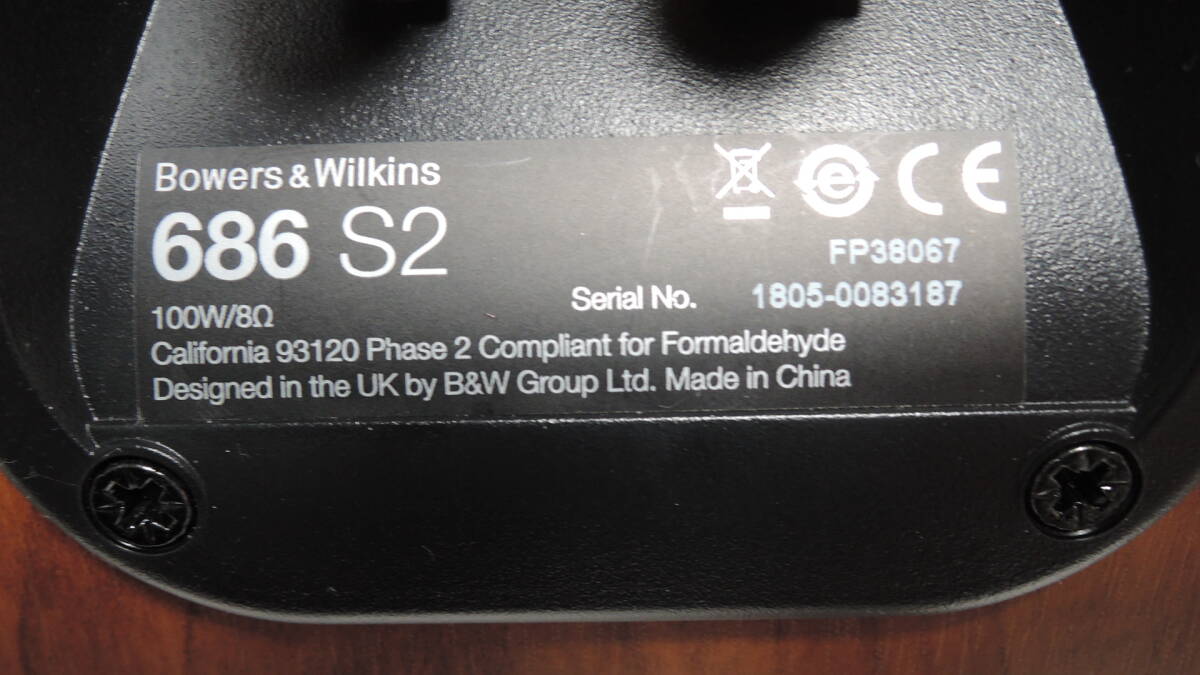 Bowers & Wilkins
686 S2
FP38067
Serial No. 1805-0083187
100W/8Ω
California 93120 Phase 2 Compliant for Formaldehyde
Designed in the UK by B&W Group Ltd. Made in China